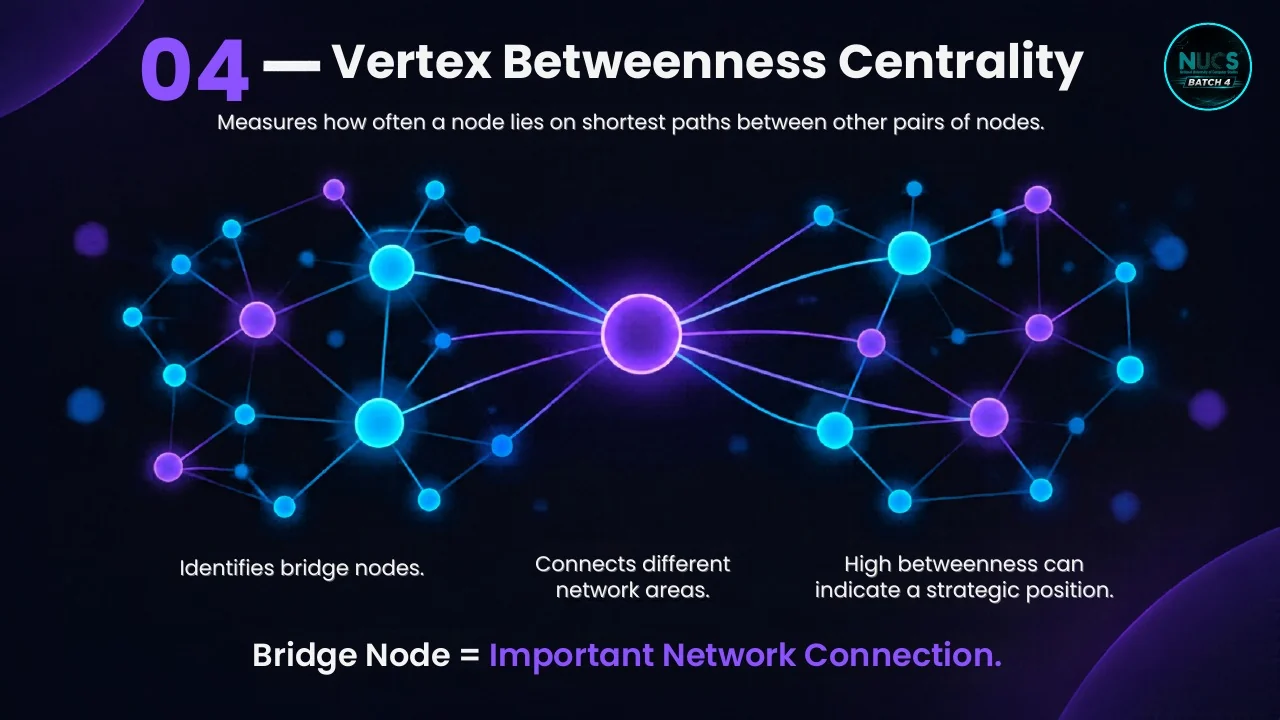 04 — Vertex Betweenness Centrality
NUCS
BATCH 4
Measures how often a node lies on shortest paths between other pairs of nodes.
Identifies bridge nodes.
Connects different
network areas.
High betweenness can
indicate a strategic position.
Bridge Node = Important Network Connection.